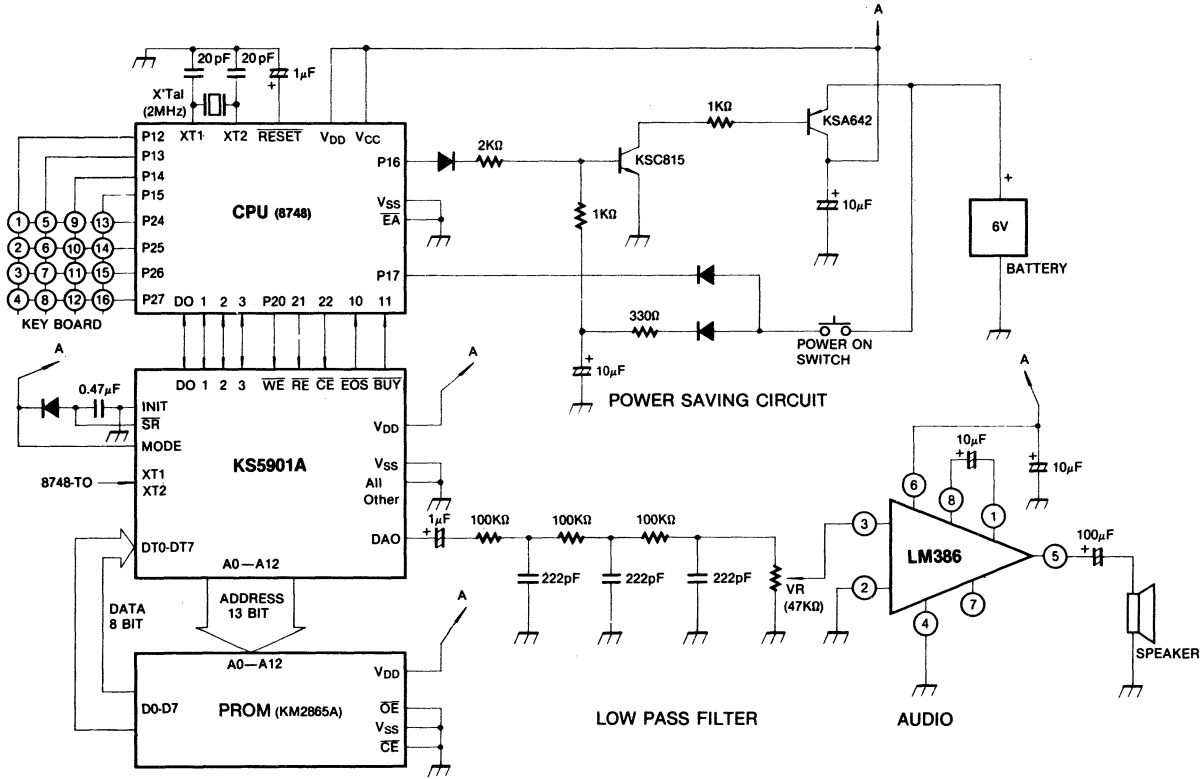 A
20pF 20pF 1µF
+
X'Tal
(2MHz)
XT1 XT2 RESET VDD VCC
P12
P13
P14
P15
P24
P25
P26
P27
1 5 9 13
2 6 10 14
3 7 11 15
4 8 12 16
KEY BOARD
CPU (8748)
P16
VSS
EA
P17
DO 1 2 3 P20 21 22 10 11
2KΩ
1KΩ
KSC815
1KΩ
KSA642
+
10µF
+
6V
BATTERY
330Ω
POWER ON
SWITCH
+
10µF
POWER SAVING CIRCUIT
A
0.47µF
DO 1 2 3 WE RE CE EOS BUY
A
INIT
SR
MODE
8748-TO
XT1
XT2
KS5901A
VDD
VSS
All
Other
DAO
DT0-DT7
A0—A12
DATA
8 BIT
ADDRESS
13 BIT
1µF
+
100KΩ 100KΩ 100KΩ
222pF 222pF 222pF
VR
(47KΩ)
A
A
+
10µF
10µF
+
6
8
1
3
2
LM386
5
7
4
100µF
+
SPEAKER
A0—A12
VDD
D0-D7
PROM (KM2865A)
OE
VSS
CE
LOW PASS FILTER
AUDIO